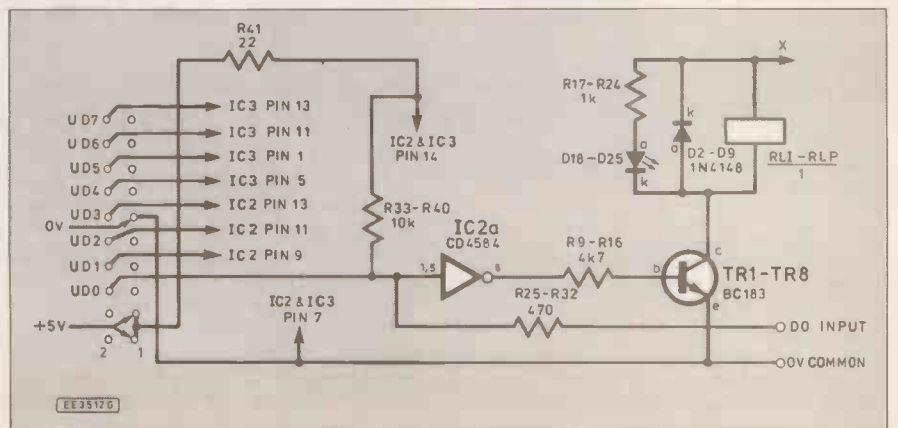 R41
22
X
R17–R24
1k
k
a
D2–D9
1N4148
D18–D25
k
RLI–RLP
1
UD7
UD6
UD5
UD4
UD3
0V
UD2
UD1
UD0
+5V
2
1
IC3 PIN 13
IC3 PIN 11
IC3 PIN 1
IC3 PIN 5
IC2 PIN 13
IC2 PIN 11
IC2 PIN 9
IC2 & IC3
PIN 14
R33–R40
10k
IC2a
CD4584
1,5
6
R9–R16
4k7
b
c
e
TR1–TR8
BC183
R25–R32
470
IC2 & IC3
PIN 7
D0 INPUT
0V COMMON
EE3512G